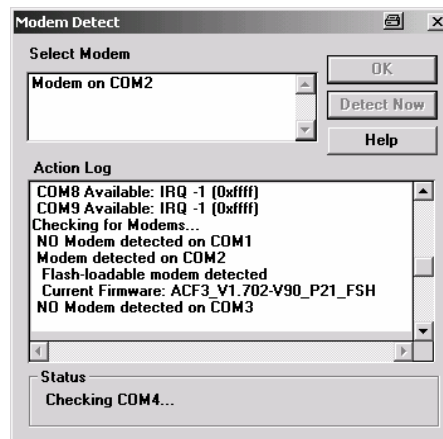 Modem Detect
Select Modem
Modem on COM2
OK
Detect Now
Help
Action Log
COM8 Available: IRQ -1 (0xffff)
COM9 Available: IRQ -1 (0xffff)
Checking for Modems...
NO Modem detected on COM1
Modem detected on COM2
Flash-loadable modem detected
Current Firmware: ACF3_V1.702-V90_P21_FSH
NO Modem detected on COM3
Status
Checking COM4...